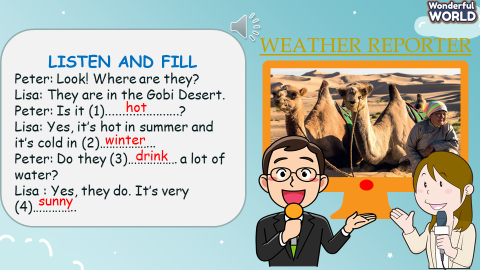 Wonderful
WORLD
WEATHER REPORTER
LISTEN AND FILL
Peter: Look! Where are they?
Lisa: They are in the Gobi Desert.
Peter: Is it (1)......hot......?
Lisa: Yes, it's hot in summer and
it's cold in (2)..winter....
Peter: Do they (3)...drink... a lot of
water?
Lisa : Yes, they do. It's very
(4)..sunny....